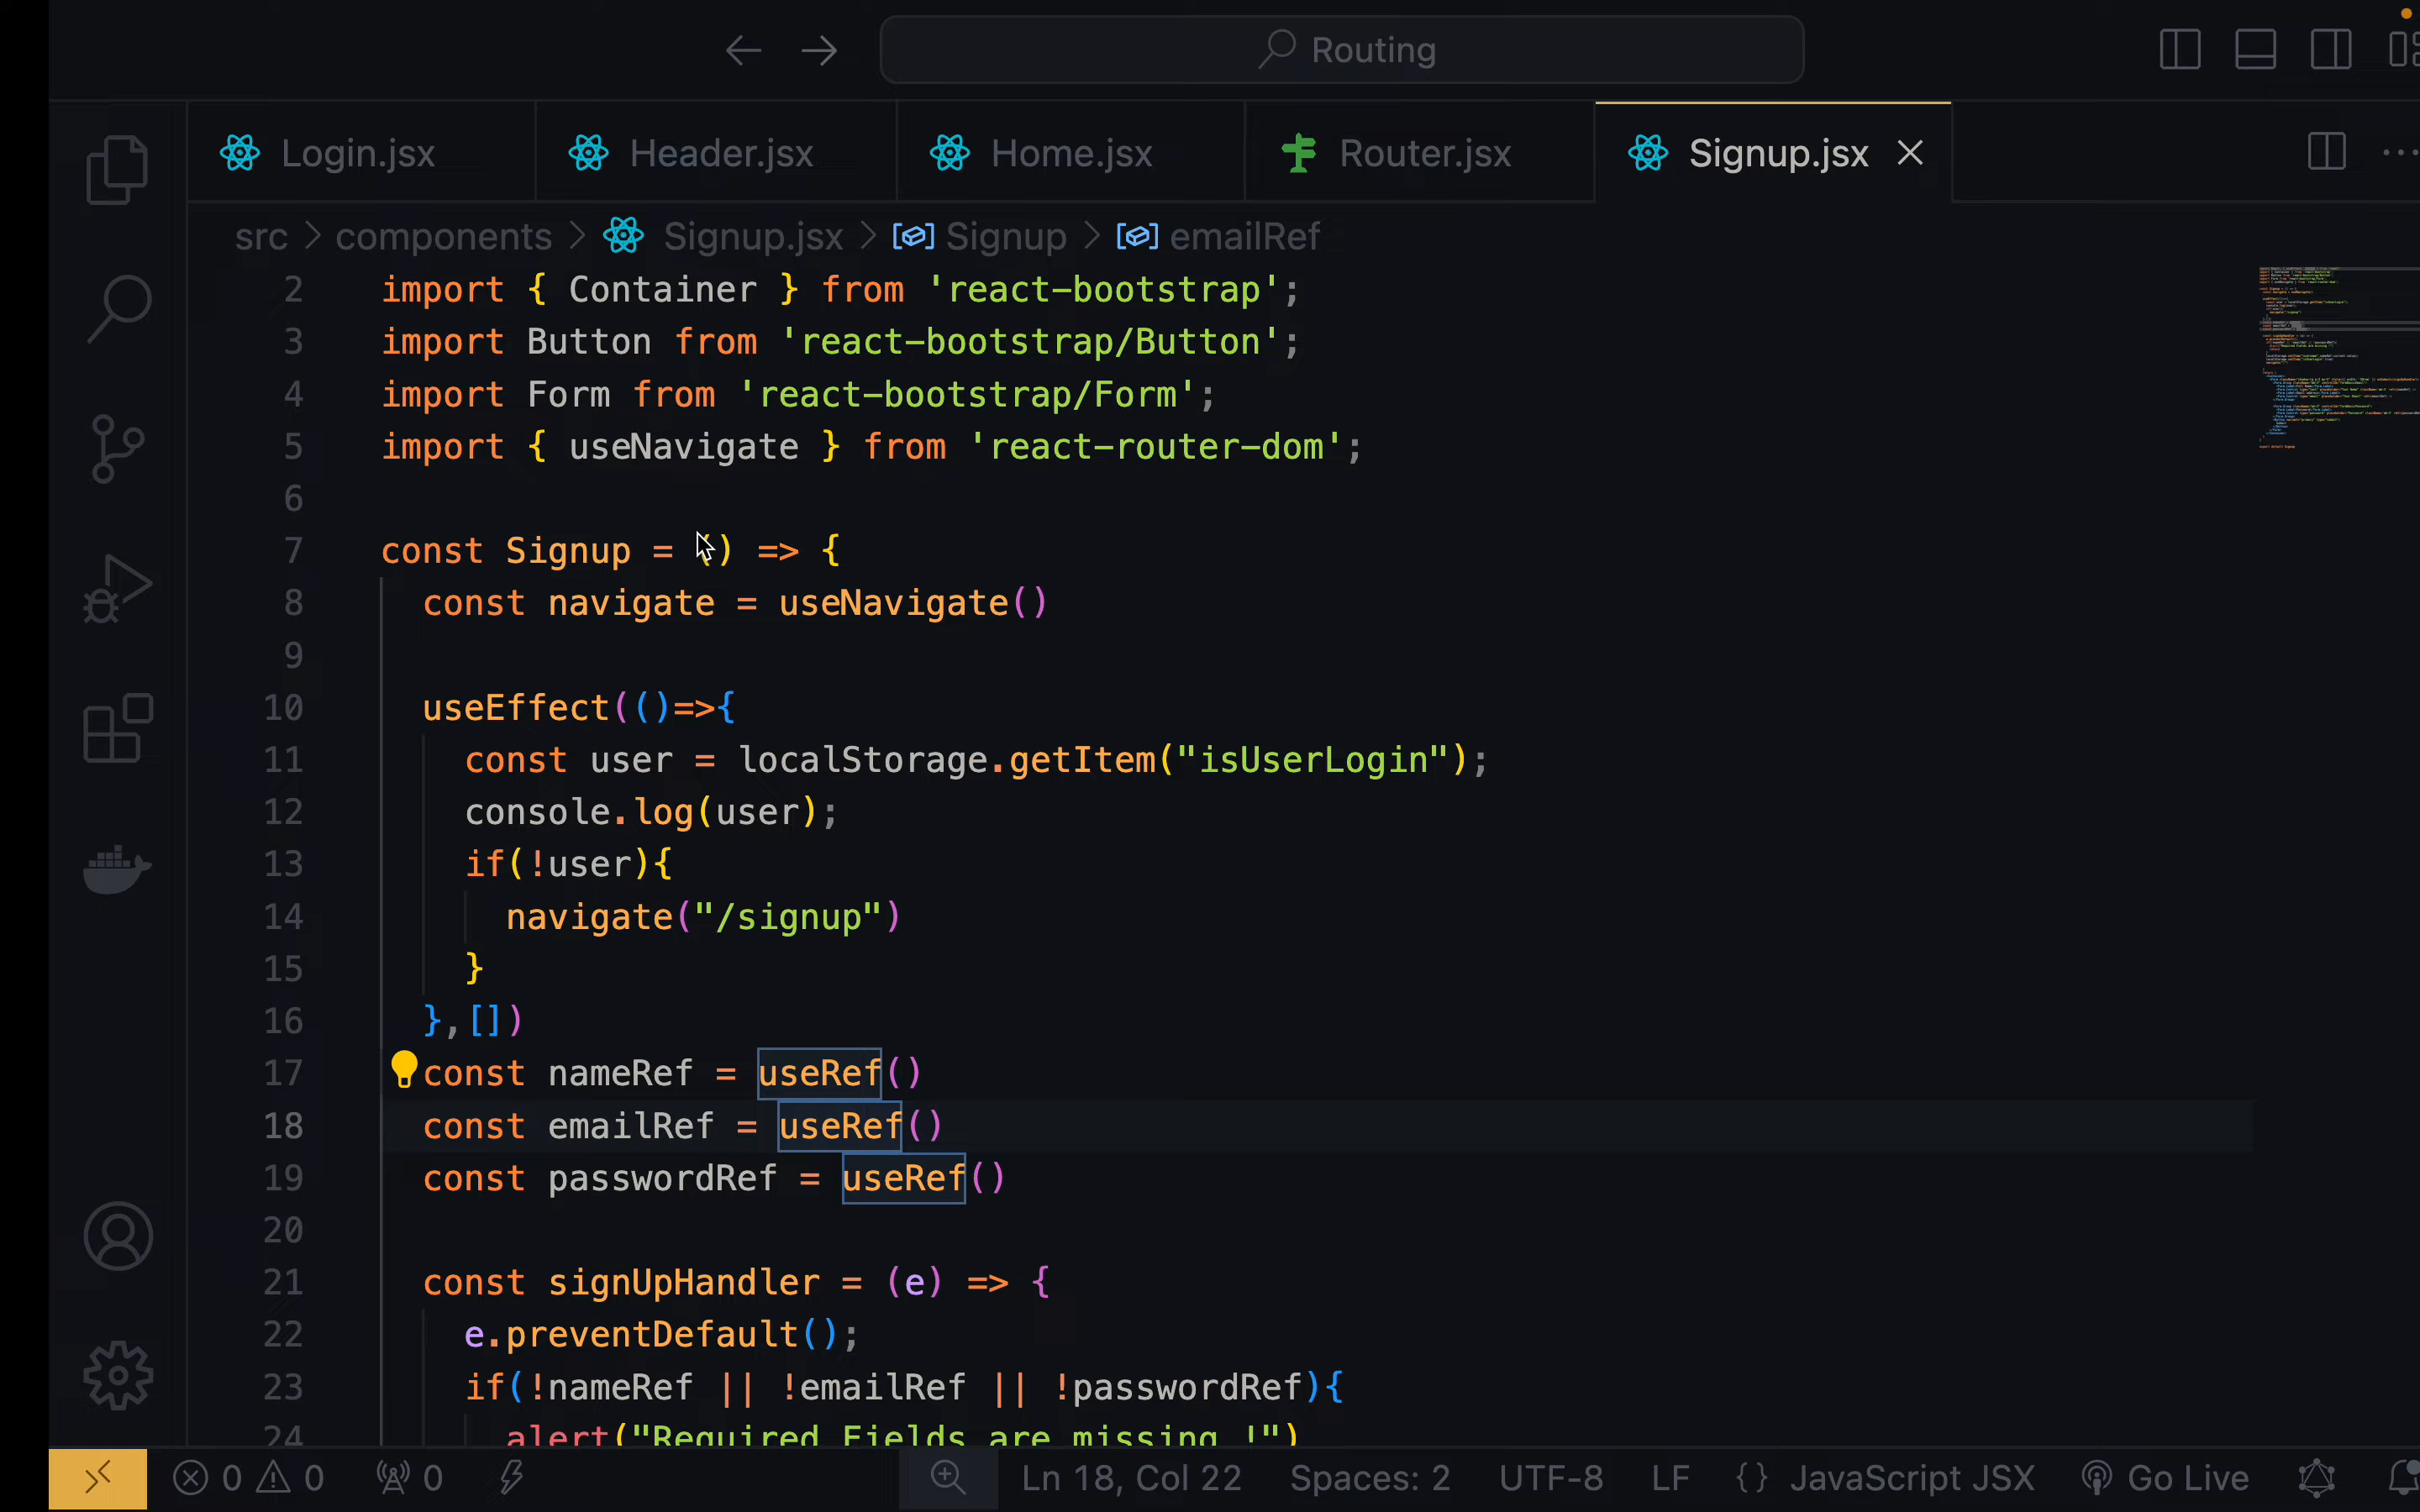 Routing
Login.jsx
Header.jsx
Home.jsx
Router.jsx
Signup.jsx
src > components > Signup.jsx > Signup > emailRef
2 import { Container } from 'react-bootstrap';
3 import Button from 'react-bootstrap/Button';
4 import Form from 'react-bootstrap/Form';
5 import { useNavigate } from 'react-router-dom';
6
7 const Signup = () => {
8 const navigate = useNavigate()
9
10 useEffect(()=>{
11 const user = localStorage.getItem("isUserLogin");
12 console.log(user);
13 if(!user){
14 navigate("/signup")
15 }
16 },[])
17 const nameRef = useRef()
18 const emailRef = useRef()
19 const passwordRef = useRef()
20
21 const signUpHandler = (e) => {
22 e.preventDefault();
23 if(!nameRef || !emailRef || !passwordRef){
24 alert("Required Fields are missing !")
0 0 0 Ln 18, Col 22 Spaces: 2 UTF-8 LF {} JavaScript JSX Go Live